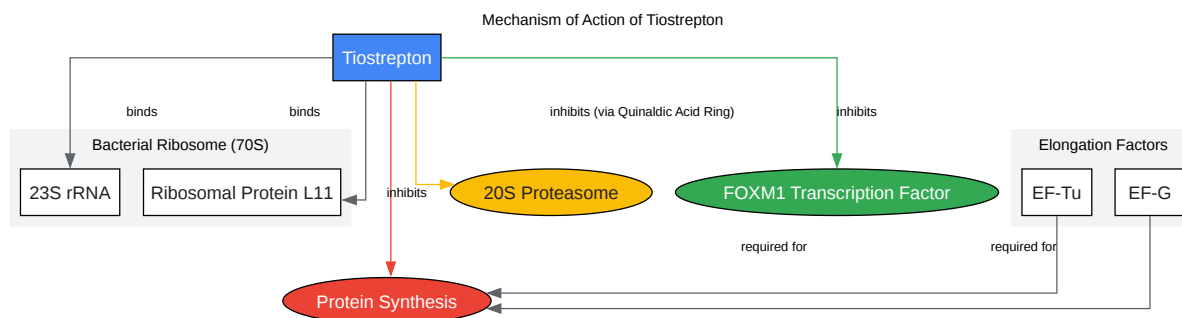 Mechanism of Action of Tiostrepton
Tiostrepton
binds
binds
inhibits (via Quinaldic Acid Ring)
inhibits
Bacterial Ribosome (70S)
Elongation Factors
23S rRNA
Ribosomal Protein L11
inhibits
20S Proteasome
FOXM1 Transcription Factor
EF-Tu
EF-G
required for
required for
Protein Synthesis